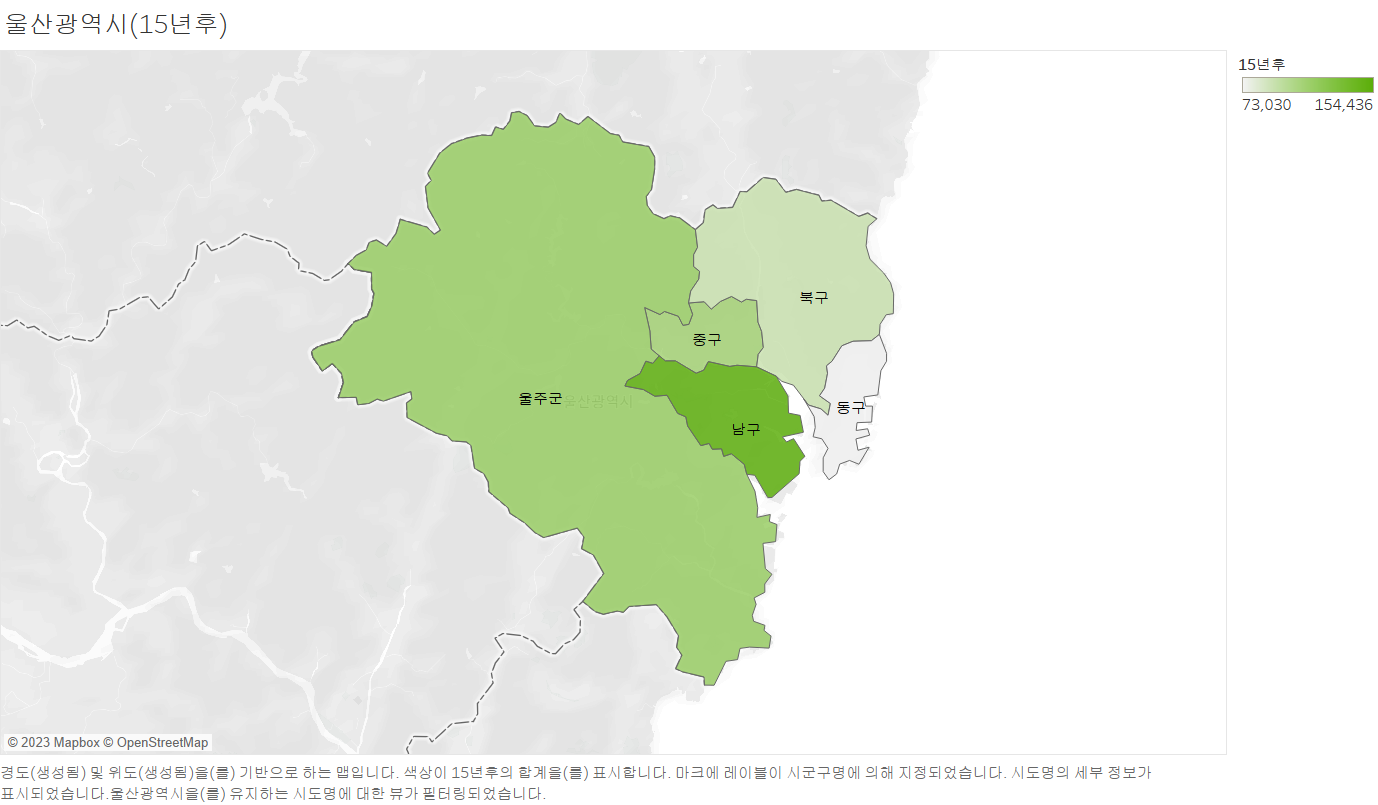 울산광역시(15년후)
15년후
73,030 154,436
북구
중구
울주군
울산광역시
동구
남구
© 2023 Mapbox © OpenStreetMap
경도(생성됨) 및 위도(생성됨)을(를) 기반으로 하는 맵입니다. 색상이 15년후의 합계을(를) 표시합니다. 마크에 레이블이 시군구명에 의해 지정되었습니다. 시도명의 세부 정보가
표시되었습니다.울산광역시을(를) 유지하는 시도명에 대한 뷰가 필터링되었습니다.